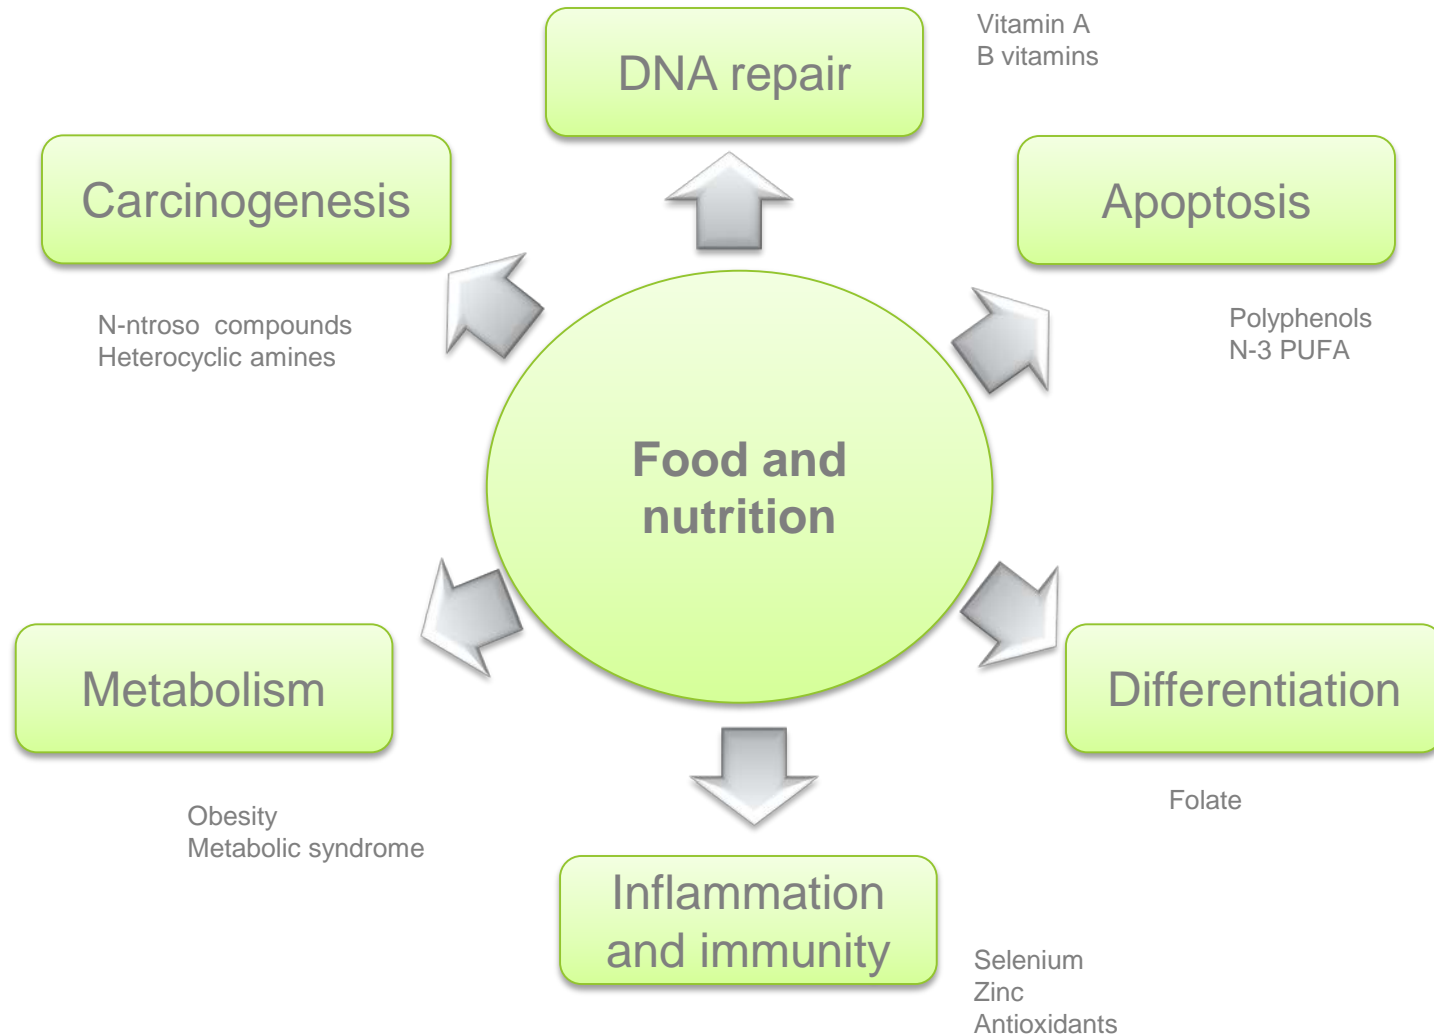 DNA repair
Vitamin A
B vitamins
Carcinogenesis
N-ntroso  compounds
Heterocyclic amines
Apoptosis
Polyphenols
N-3 PUFA
Food and
nutrition
Metabolism
Obesity
Metabolic syndrome
Differentiation
Folate
Inflammation
and immunity
Selenium
Zinc
Antioxidants